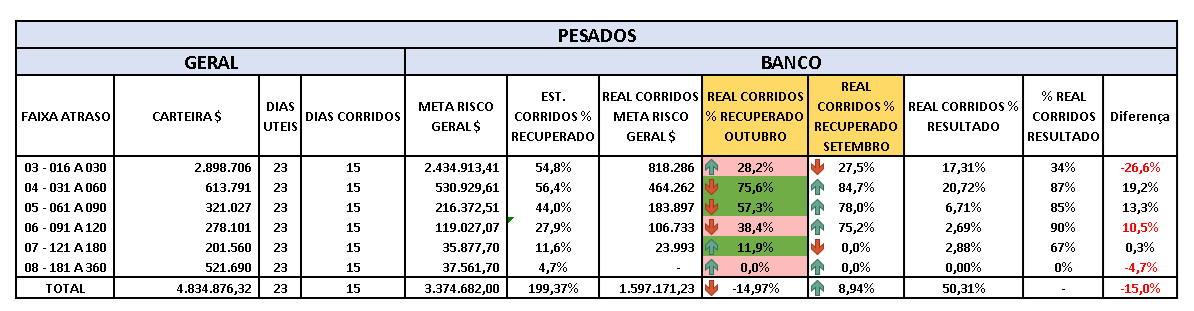 PESADOS
GERAL BANCO
FAIXA ATRASO CARTEIRA $ DIAS UTEIS DIAS CORRIDOS META RISCO GERAL $ EST. CORRIDOS % RECUPERADO REAL CORRIDOS META RISCO GERAL $ REAL CORRIDOS % RECUPERADO OUTUBRO REAL CORRIDOS % RECUPERADO SETEMBRO REAL CORRIDOS % RESULTADO % REAL CORRIDOS RESULTADO Diferença
03 - 016 A 030 2.898.706 23 15 2.434.913,41 54,8% 818.286 28,2% 27,5% 17,31% 34% -26,6%
04 - 031 A 060 613.791 23 15 530.929,61 56,4% 464.262 75,6% 84,7% 20,72% 87% 19,2%
05 - 061 A 090 321.027 23 15 216.372,51 44,0% 183.897 57,3% 78,0% 6,71% 85% 13,3%
06 - 091 A 120 278.101 23 15 119.027,07 27,9% 106.733 38,4% 75,2% 2,69% 90% 10,5%
07 - 121 A 180 201.560 23 15 35.877,70 11,6% 23.993 11,9% 0,0% 2,88% 67% 0,3%
08 - 181 A 360 521.690 23 15 37.561,70 4,7% - 0,0% 0,0% 0,00% 0% -4,7%
TOTAL 4.834.876,32 23 15 3.374.682,00 199,37% 1.597.171,23 -14,97% 8,94% 50,31% - -15,0%